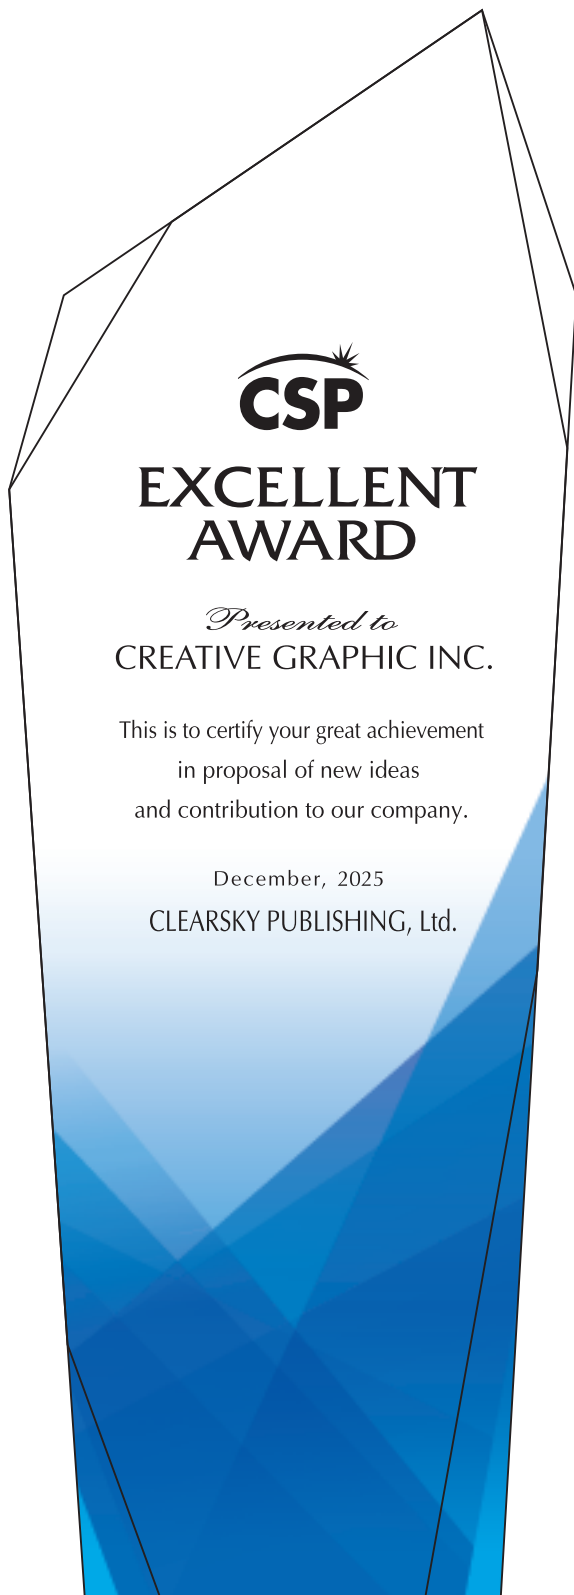 CSP
EXCELLENT
AWARD
Presented to
CREATIVE GRAPHIC INC.
This is to certify your great achievement
in proposal of new ideas
and contribution to our company.
December, 2025
CLEARSKY PUBLISHING, Ltd.